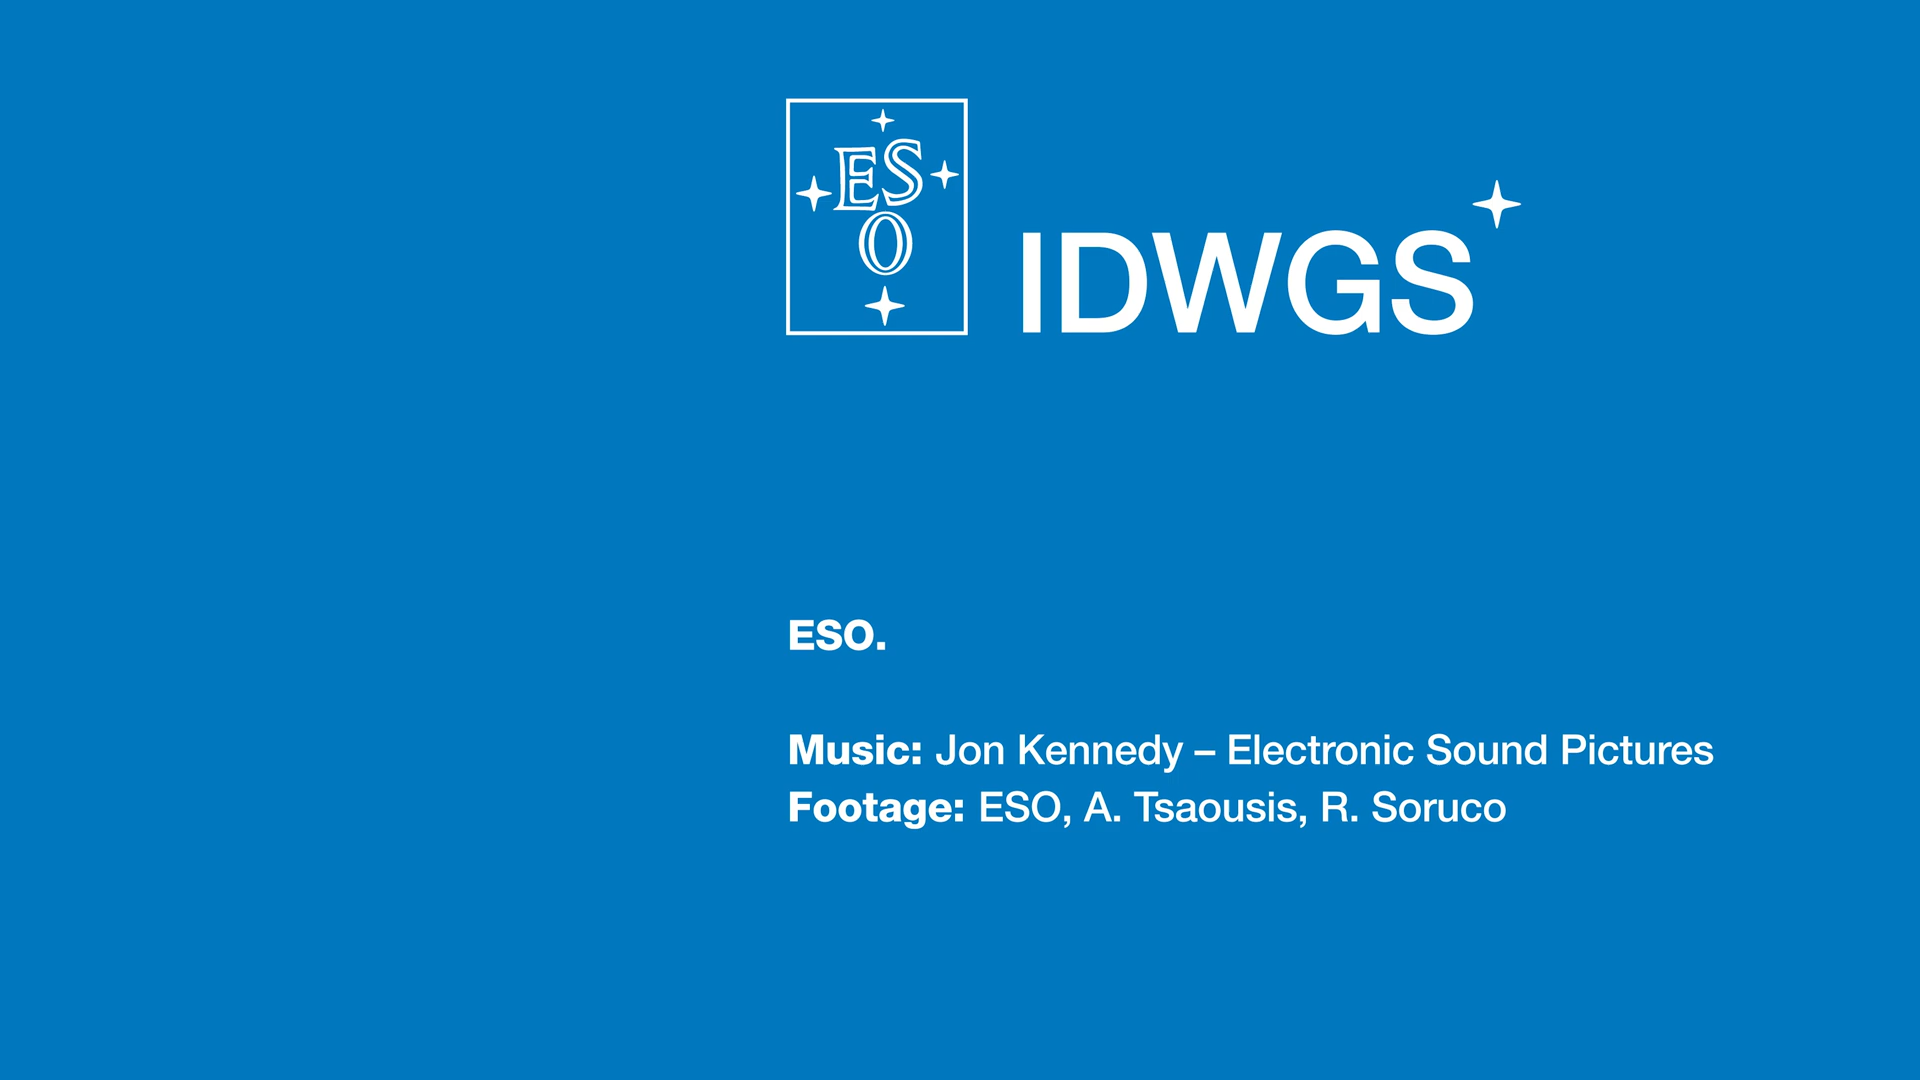 ES
O
IDWGS
ESO.
Music: Jon Kennedy – Electronic Sound Pictures
Footage: ESO, A. Tsaousis, R. Soruco